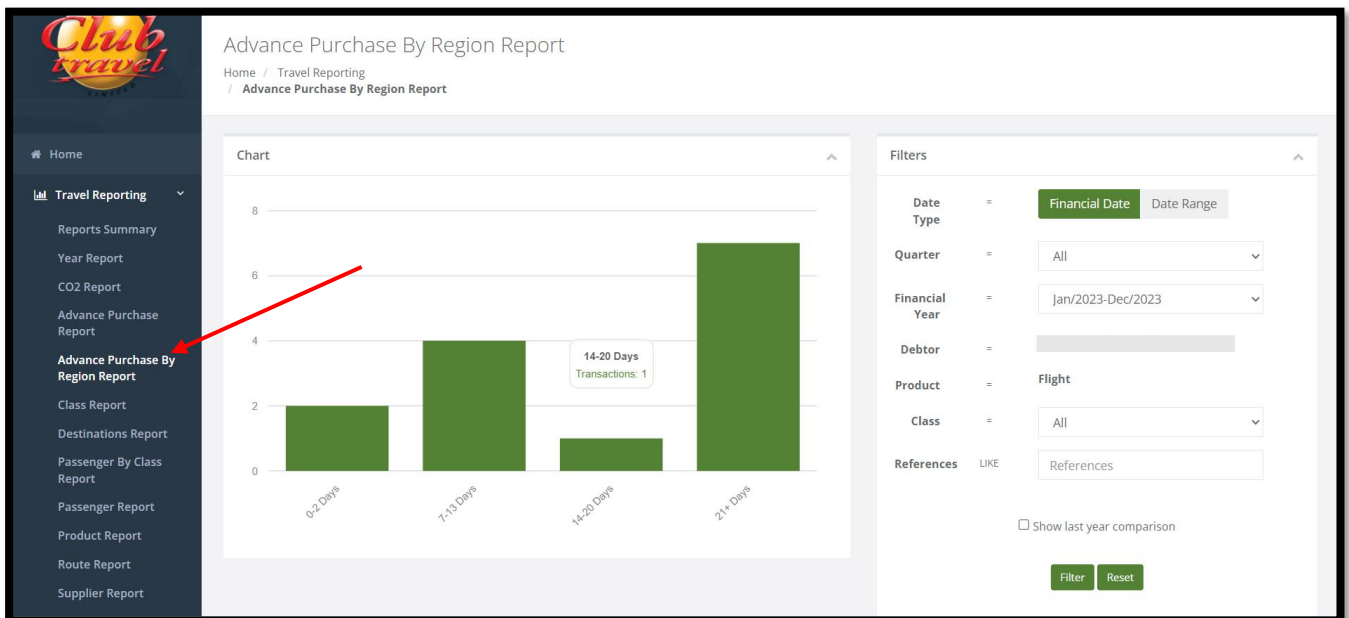 Club
travel
LIMITED
Advance Purchase By Region Report
Home / Travel Reporting
/ Advance Purchase By Region Report
Home
Travel Reporting
Reports Summary
Year Report
CO2 Report
Advance Purchase
Report
Advance Purchase By
Region Report
Class Report
Destinations Report
Passenger By Class
Report
Passenger Report
Product Report
Route Report
Supplier Report
Chart
8
6
4
2
0
14-20 Days
Transactions: 1
0-2 Days
7-13 Days
14-20 Days
21+ Days
Filters
Date
Type
=
Financial Date Date Range
Quarter = All
Financial
Year
=
Jan/2023-Dec/2023
Debtor =
Product = Flight
Class = All
References LIKE References
Show last year comparison
Filter Reset